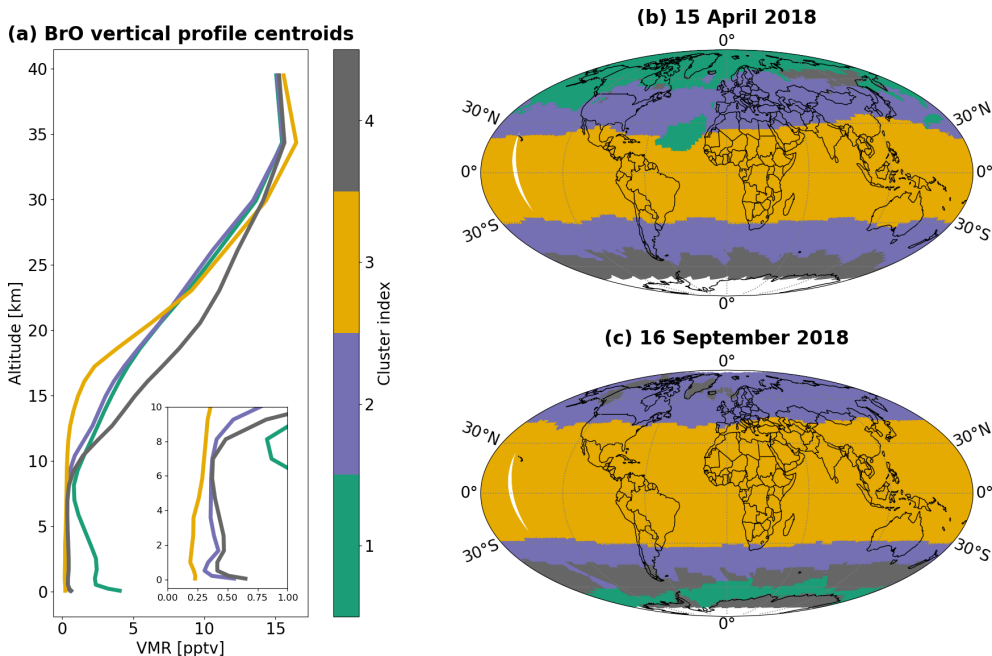 (a) BrO vertical profile centroids
40
35
30
25
20
15
10
5
0
Altitude [km]
0
5
10
15
VMR [pptv]
10
8
6
4
2
0
0.00
0.25
0.50
0.75
1.00
4
3
2
1
Cluster index
(b) 15 April 2018
0°
30°N
30°N
0°
0°
30°S
30°S
0°
(c) 16 September 2018
0°
30°N
30°N
0°
0°
30°S
30°S
0°